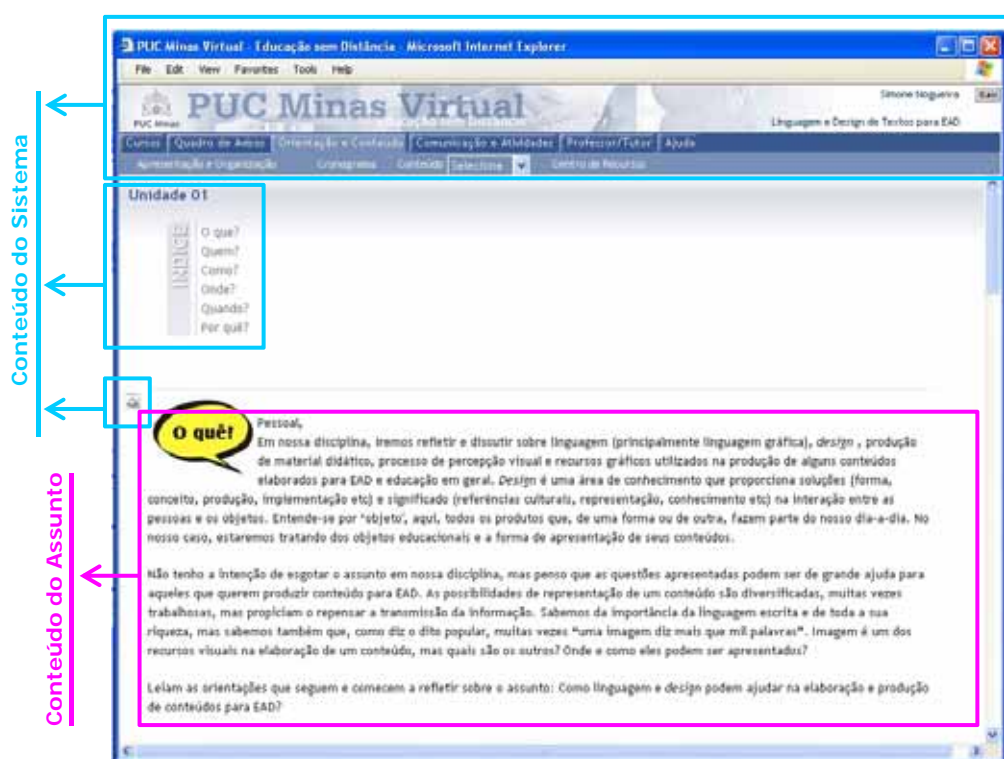 PUC Minas Virtual - Educação sem Distância - Microsoft Internet Explorer
File Edit View Favorites Tools Help
PUC Minas
PUC Minas Virtual
Simone Nogueira
Linguagem e Design de Textos para EAD
Cursos Quadro de Avisos Orientação e Conteúdo Comunicação e Atividades Professor/Tutor Ajuda
Apresentação e Organização Cronograma Conteúdo Selecione Centro de Recursos
Conteúdo do Sistema
Unidade 01
ÍNDICE
O que?
Quem?
Como?
Onde?
Quando?
Por quê?
Conteúdo do Assunto
O quê?
Pessoal,
Em nossa disciplina, iremos refletir e discutir sobre linguagem (principalmente linguagem gráfica), design , produção
de material didático, processo de percepção visual e recursos gráficos utilizados na produção de alguns conteúdos
elaborados para EAD e educação em geral. Design é uma área de conhecimento que proporciona soluções (forma,
conceito, produção, implementação etc) e significado (referências culturais, representação, conhecimento etc) na interação entre as
pessoas e os objetos. Entende-se por 'objeto', aqui, todos os produtos que, de uma forma ou de outra, fazem parte do nosso dia-a-dia. No
nosso caso, estaremos tratando dos objetos educacionais e a forma de apresentação de seus conteúdos.
Não tenho a intenção de esgotar o assunto em nossa disciplina, mas penso que as questões apresentadas podem ser de grande ajuda para
aqueles que querem produzir conteúdo para EAD. As possibilidades de representação de um conteúdo são diversificadas, muitas vezes
trabalhosas, mas propiciam o repensar a transmissão da informação. Sabemos da importância da linguagem escrita e de toda a sua
riqueza, mas sabemos também que, como diz o dito popular, muitas vezes "uma imagem diz mais que mil palavras". Imagem é um dos
recursos visuais na elaboração de um conteúdo, mas quais são os outros? Onde e como eles podem ser apresentados?
Leiam as orientações que seguem e comecem a refletir sobre o assunto: Como linguagem e design podem ajudar na elaboração e produção
de conteúdos para EAD?